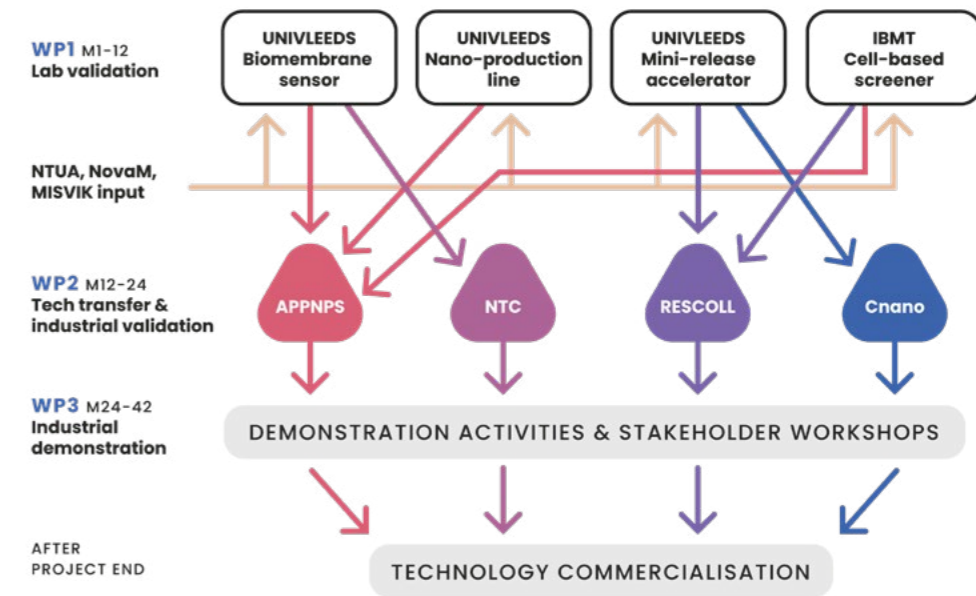 WP1 M1-12
Lab validation
UNIVLEEDS
Biomembrane
sensor
UNIVLEEDS
Nano-production
line
UNIVLEEDS
Mini-release
accelerator
IBMT
Cell-based
screener
NTUA, NovaM,
MISVIK input
WP2 M12-24
Tech transfer &
industrial validation
APPNPS
NTC
RESCOLL
Cnano
WP3 M24-42
Industrial
demonstration
DEMONSTRATION ACTIVITIES & STAKEHOLDER WORKSHOPS
AFTER
PROJECT END
TECHNOLOGY COMMERCIALISATION